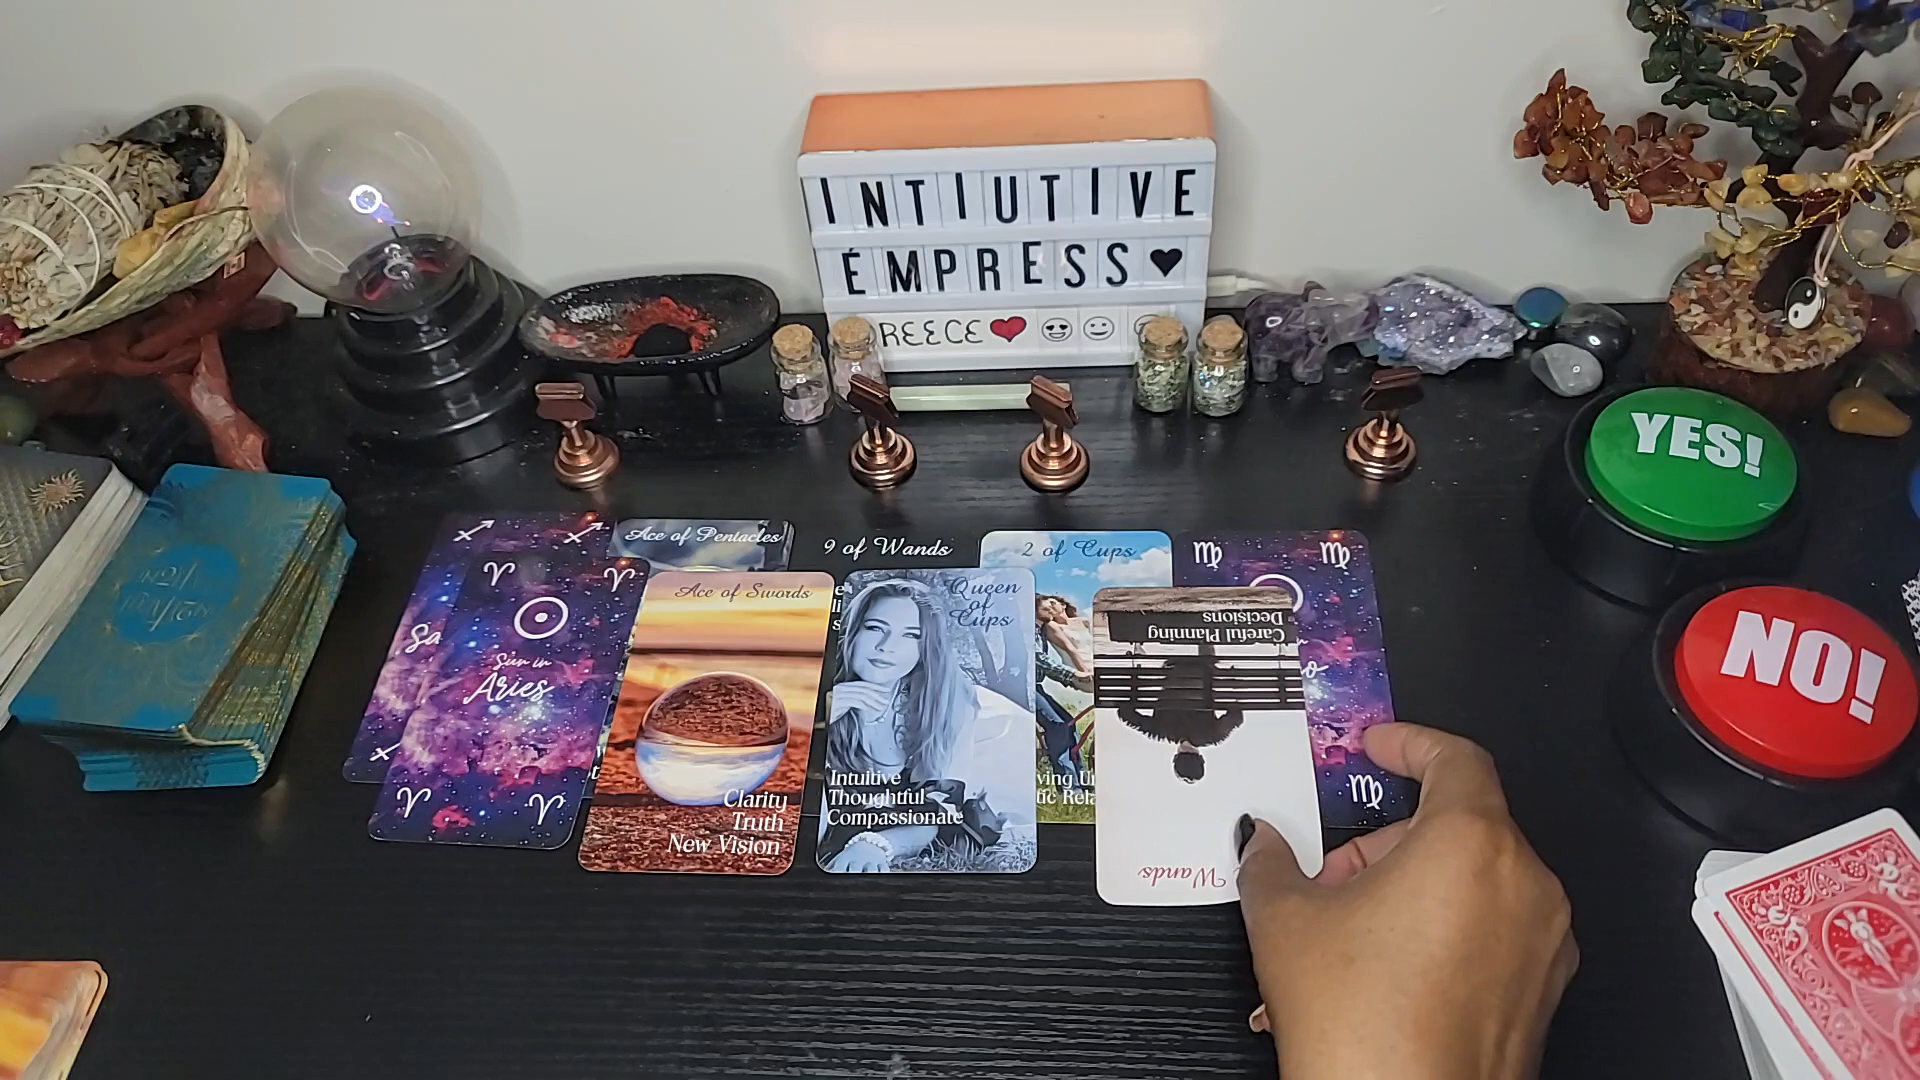 INTIUTIVE
ÉMPRESS♥
REECE
YES!
NO!
Ace of Pentacles
9 of Wands
2 of Cups
Sa
Sun in
Aries
Ace of Swords
Clarity
Truth
New Vision
Queen
of
Cups
Intuitive
Thoughtful
Compassionate
Careful Planning
Decisions
Wands